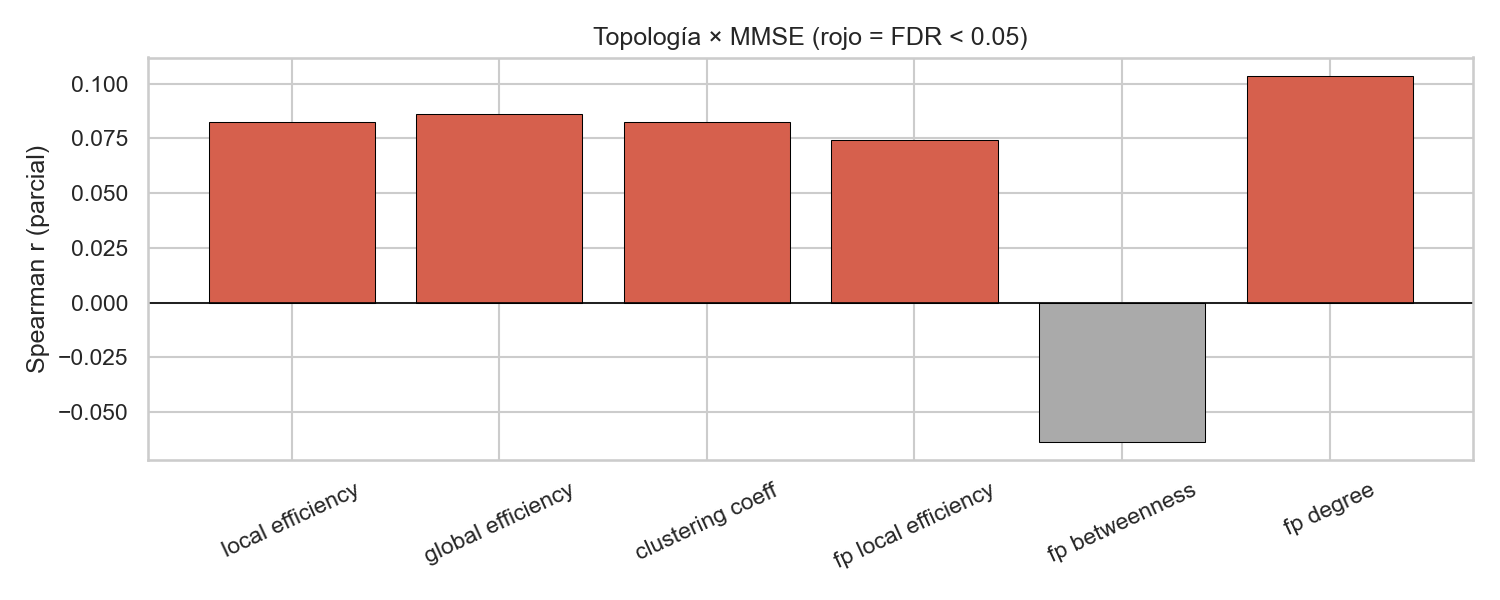 Topología × MMSE (rojo = FDR < 0.05)
Spearman r (parcial)
0.100
0.075
0.050
0.025
0.000
−0.025
−0.050
local efficiency
global efficiency
clustering coeff
fp local efficiency
fp betweenness
fp degree